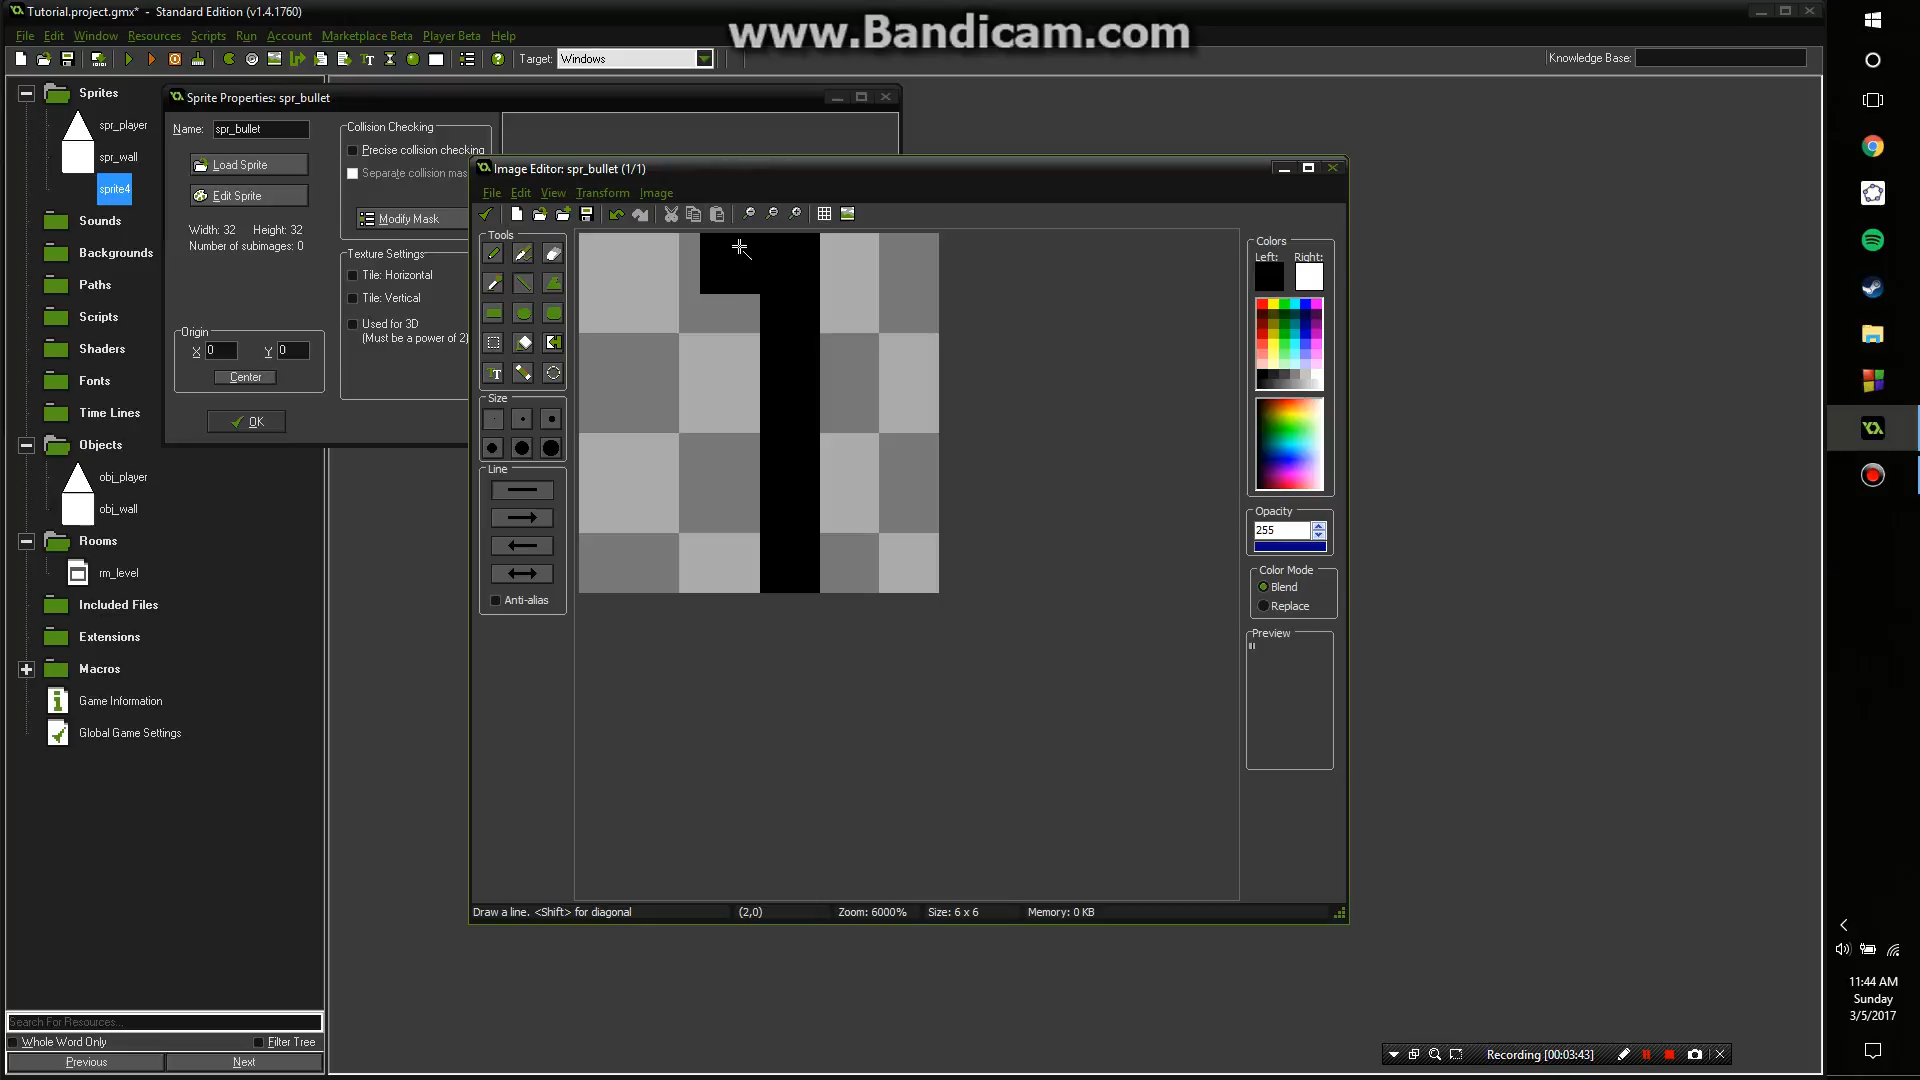 Tutorial.project.gmx* - Standard Edition (v1.4.1760)
www.Bandicam.com
File Edit Window Resources Scripts Run Account Marketplace Beta Player Beta Help
Target: Windows
Knowledge Base:
Sprites
spr_player
spr_wall
sprite4
Sounds
Backgrounds
Paths
Scripts
Shaders
Fonts
Time Lines
Objects
obj_player
obj_wall
Rooms
rm_level
Included Files
Extensions
Macros
Game Information
Global Game Settings
Search For Resources...
Whole Word Only Filter Tree
Previous Next
Sprite Properties: spr_bullet
Name: spr_bullet
Load Sprite
Edit Sprite
Width: 32 Height: 32
Number of subimages: 0
Origin
X 0 Y 0
Center
OK
Collision Checking
Precise collision checking
Separate collision mas
Modify Mask
Texture Settings
Tile: Horizontal
Tile: Vertical
Used for 3D
(Must be a power of 2)
Image Editor: spr_bullet (1/1)
File Edit View Transform Image
Tools
Size
Line
Anti-alias
Colors
Left: Right:
Opacity
255
Color Mode
Blend
Replace
Preview
Draw a line. <Shift> for diagonal (2,0) Zoom: 6000% Size: 6 x 6 Memory: 0 KB
11:44 AM
Sunday
3/5/2017
Recording [00:03:43]